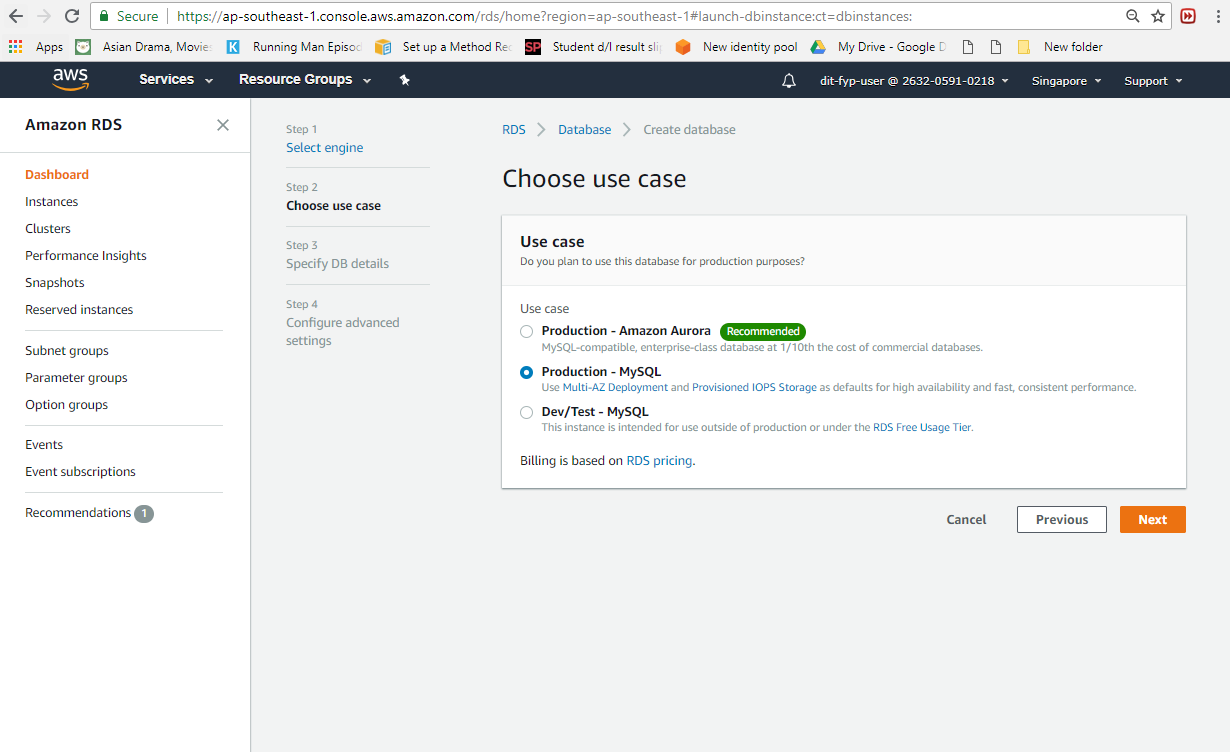 Secure https://ap-southeast-1.console.aws.amazon.com/rds/home?region=ap-southeast-1#launch-dbinstance:ct=dbinstances:
Apps Asian Drama, Movies K Running Man Episod Set up a Method Re SP Student d/l result slip New identity pool My Drive - Google D New folder
aws Services Resource Groups dit-fyp-user @ 2632-0591-0218 Singapore Support
Amazon RDS
Dashboard
Instances
Clusters
Performance Insights
Snapshots
Reserved instances
Subnet groups
Parameter groups
Option groups
Events
Event subscriptions
Recommendations 1
Step 1
Select engine
Step 2
Choose use case
Step 3
Specify DB details
Step 4
Configure advanced
settings
RDS Database Create database
Choose use case
Use case
Do you plan to use this database for production purposes?
Use case
Production - Amazon Aurora Recommended
MySQL-compatible, enterprise-class database at 1/10th the cost of commercial databases.
Production - MySQL
Use Multi-AZ Deployment and Provisioned IOPS Storage as defaults for high availability and fast, consistent performance.
Dev/Test - MySQL
This instance is intended for use outside of production or under the RDS Free Usage Tier.
Billing is based on RDS pricing.
Cancel Previous Next